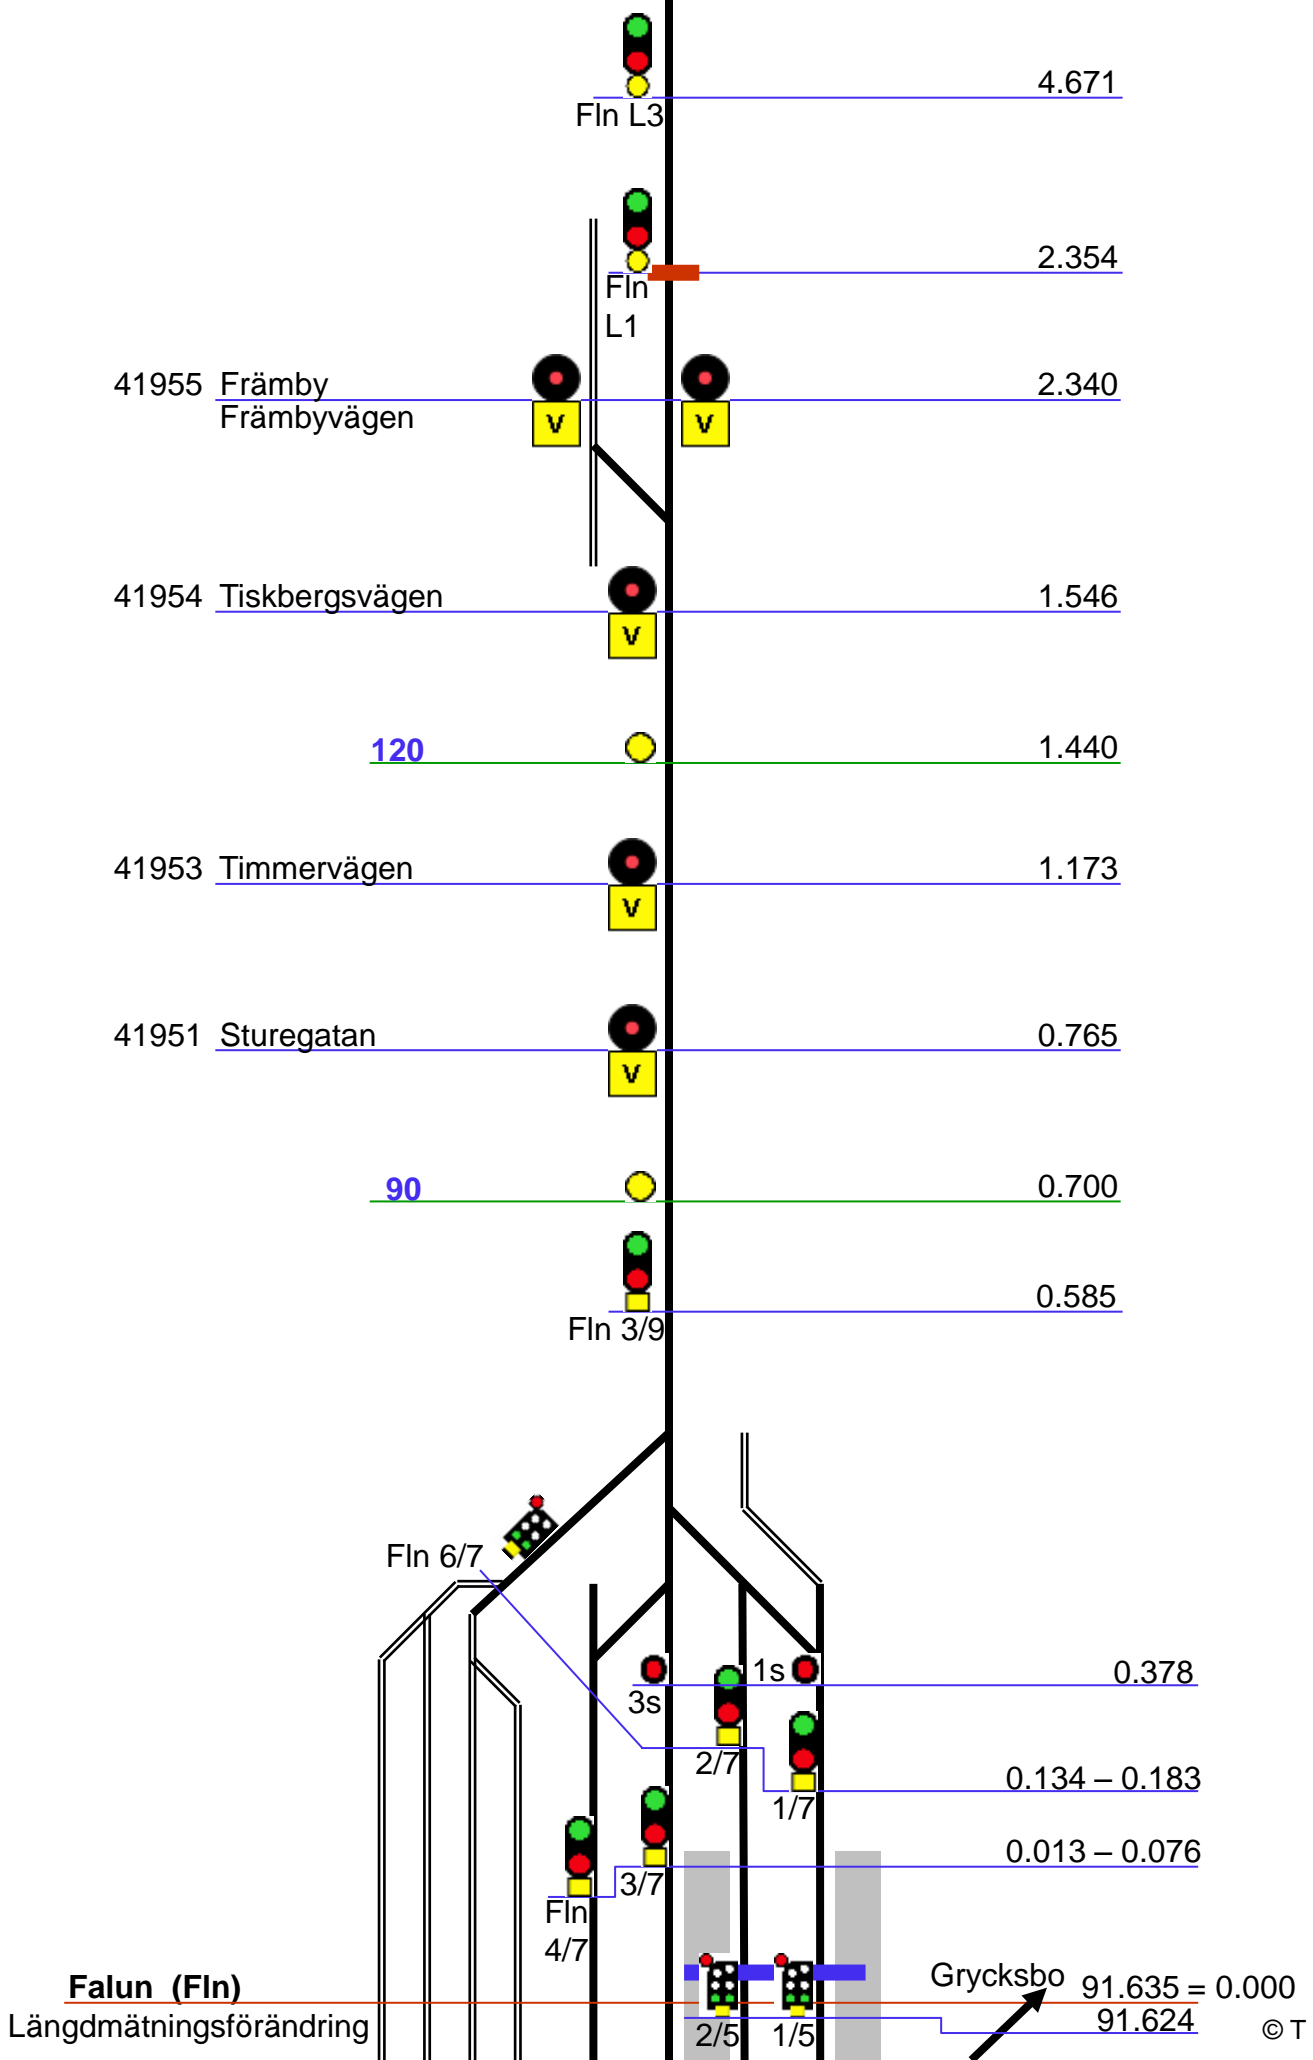 4.671
Fln L3
2.354
Fln
L1
41955 Främby 2.340
Främbyvägen
V V
41954 Tiskbergsvägen 1.546
V
120 1.440
41953 Timmervägen 1.173
V
41951 Sturegatan 0.765
V
90 0.700
0.585
Fln 3/9
Fln 6/7
1s 0.378
3s
2/7
0.134 – 0.183
1/7
0.013 – 0.076
3/7
Fln
4/7
Grycksbo
Falun (Fln) 91.635 = 0.000
Längdmätningsförändring 91.624
2/5 1/5 © T